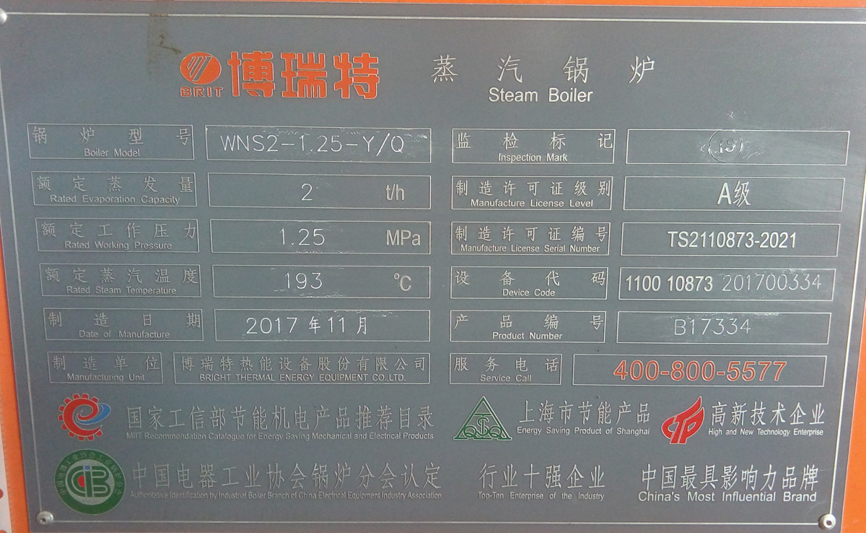 BRIT 博瑞特 蒸汽锅炉
Steam Boiler
锅炉型号 WNS2-1.25-Y/Q 监检标记
Boiler Model Inspection Mark
额定蒸发量 2 t/h 制造许可证级别 A级
Rated Evaporation Capacity Manufacture License Level
额定工作压力 1.25 MPa 制造许可证编号 TS2110873-2021
Rated Working Pressure Manufacture License Serial Number
额定蒸汽温度 193 ℃ 设备代码 1100 10873 201700334
Rated Steam Temperature Device Code
制造日期 2017年11月 产品编号 B17334
Date of Manufacture Product Number
制造单位 博瑞特热能设备股份有限公司 服务电话 400-800-5577
Manufacturing Unit BRIGHT THERMAL ENERGY EQUIPMENT CO.LTD. Service Call
国家工信部节能机电产品推荐目录 上海市节能产品 高新技术企业
MIIT Recommendation Catalogue for Energy Saving Mechanical and Electrical Products Energy Saving Product of Shanghai High and New Technology Enterprise
中国电器工业协会锅炉分会认定 行业十强企业 中国最具影响力品牌
Authoritative Identification by Industrial Boiler Branch of China Electrical Equipment Industry Association Top-Tan Enterprise of the Industry China's Most Influential Brand